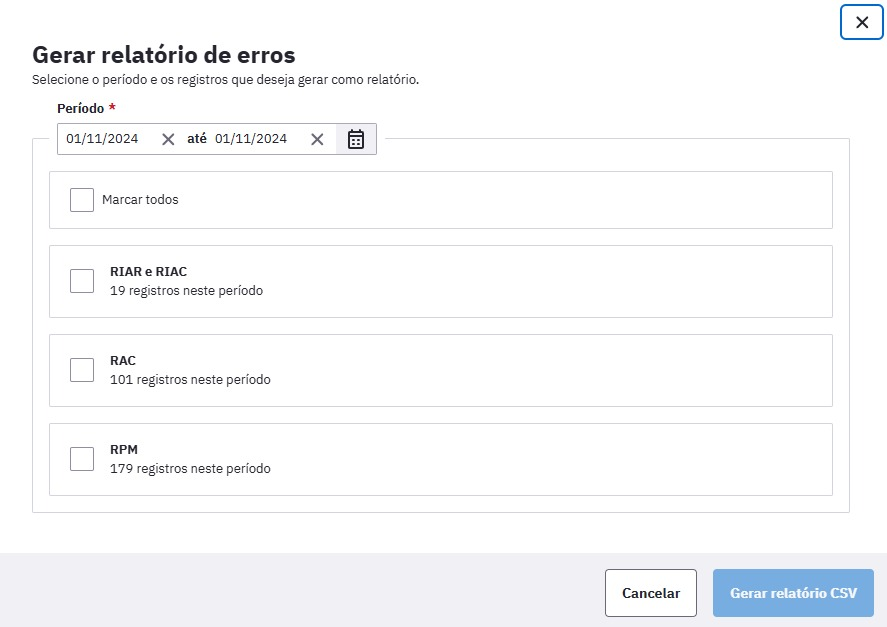 Gerar relatório de erros
Selecione o período e os registros que deseja gerar como relatório.
Período *
01/11/2024 até 01/11/2024
Marcar todos
RIAR e RIAC
19 registros neste período
RAC
101 registros neste período
RPM
179 registros neste período
Cancelar Gerar relatório CSV